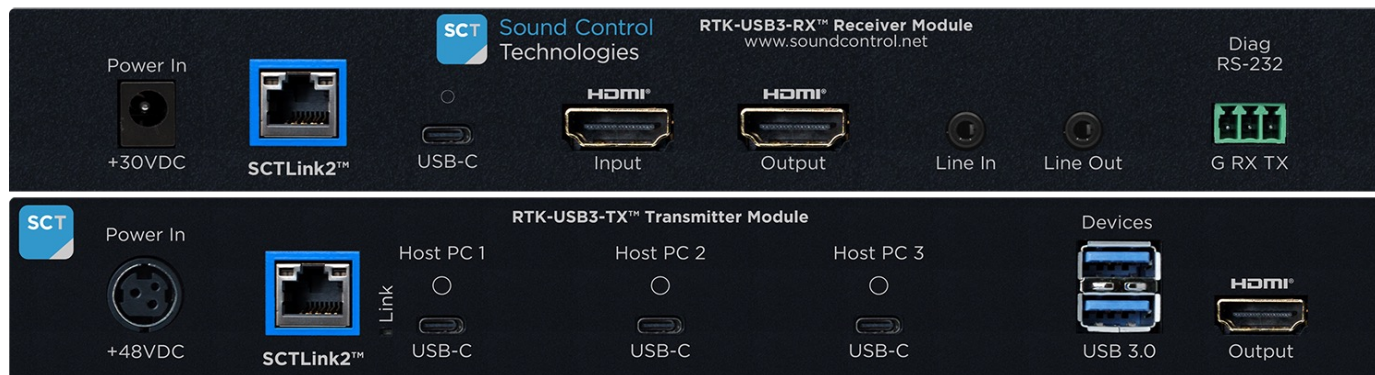 SCT
Sound Control
Technologies
RTK-USB3-RX™ Receiver Module
www.soundcontrol.net
Diag
RS-232
Power In
HDMI®
HDMI®
+30VDC
SCTLink2™
USB-C
Input
Output
Line In
Line Out
G RX TX
SCT
RTK-USB3-TX™ Transmitter Module
Power In
Devices
Host PC 1
Host PC 2
Host PC 3
HDMI®
Link
+48VDC
SCTLink2™
USB-C
USB-C
USB-C
USB 3.0
Output